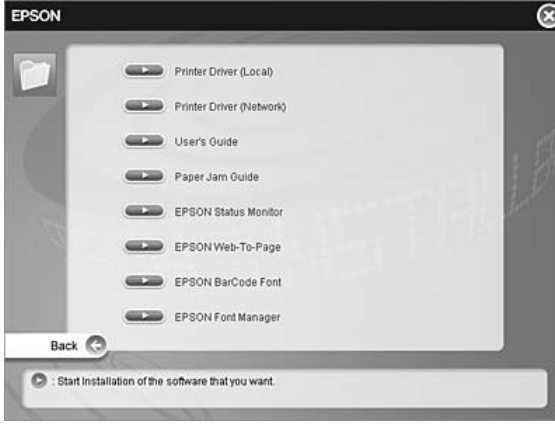 EPSON
Printer Driver (Local)
Printer Driver (Network)
User's Guide
Paper Jam Guide
EPSON Status Monitor
EPSON Web-To-Page
EPSON BarCode Font
EPSON Font Manager
Back
: Start Installation of the software that you want.